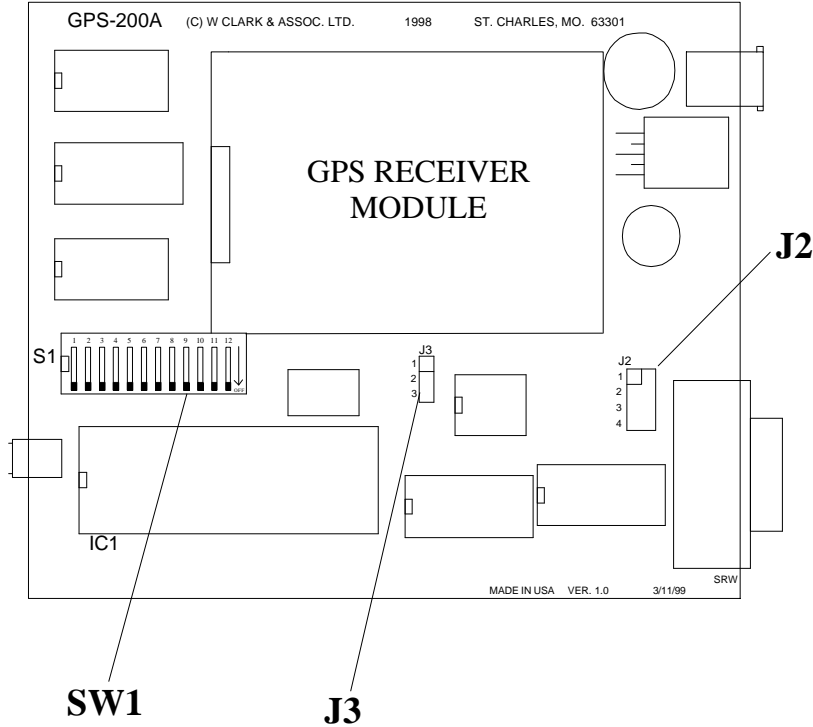 GPS-200A (C) W CLARK & ASSOC. LTD. 1998 ST. CHARLES, MO. 63301
GPS RECEIVER
MODULE
J2
S1
1 2 3 4 5 6 7 8 9 10 11 12
OFF
J3
1
2
3
J2
1
2
3
4
IC1
SRW
MADE IN USA VER. 1.0 3/11/99
SW1
J3